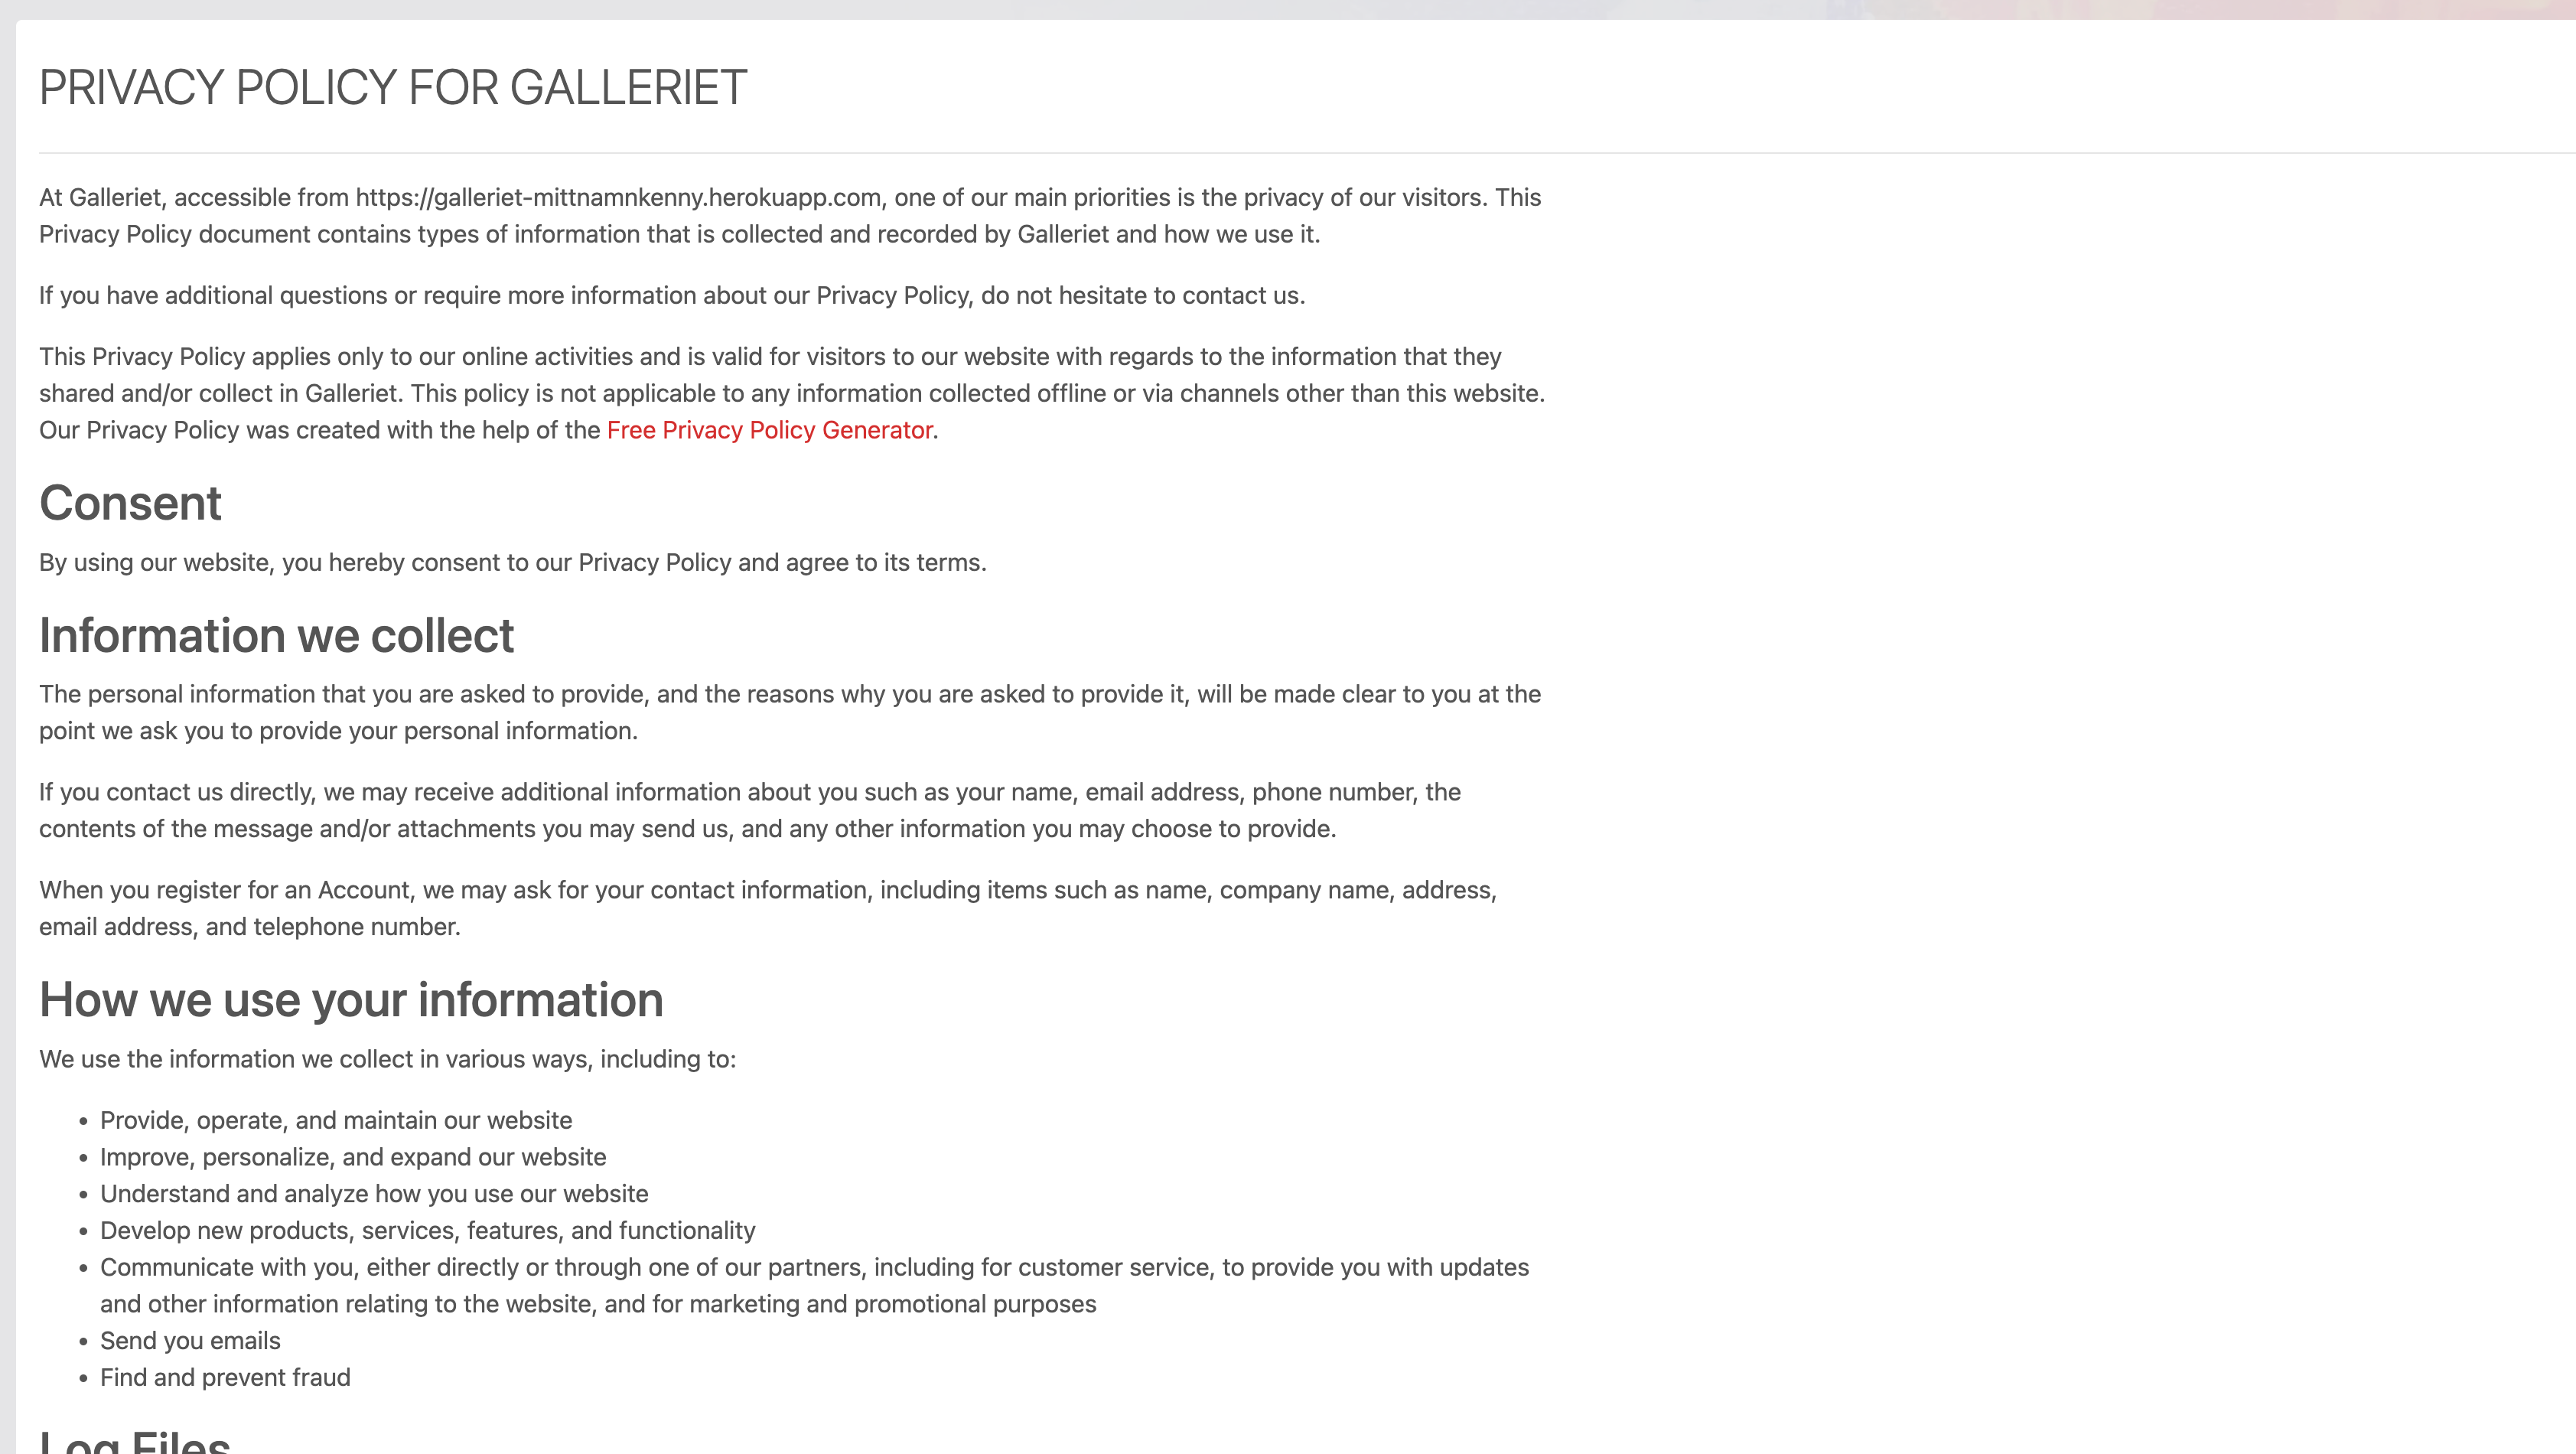 PRIVACY POLICY FOR GALLERIET
At Galleriet, accessible from https://galleriet-mittnamnkenny.herokuapp.com, one of our main priorities is the privacy of our visitors. This
Privacy Policy document contains types of information that is collected and recorded by Galleriet and how we use it.
If you have additional questions or require more information about our Privacy Policy, do not hesitate to contact us.
This Privacy Policy applies only to our online activities and is valid for visitors to our website with regards to the information that they
shared and/or collect in Galleriet. This policy is not applicable to any information collected offline or via channels other than this website.
Our Privacy Policy was created with the help of the Free Privacy Policy Generator.
Consent
By using our website, you hereby consent to our Privacy Policy and agree to its terms.
Information we collect
The personal information that you are asked to provide, and the reasons why you are asked to provide it, will be made clear to you at the
point we ask you to provide your personal information.
If you contact us directly, we may receive additional information about you such as your name, email address, phone number, the
contents of the message and/or attachments you may send us, and any other information you may choose to provide.
When you register for an Account, we may ask for your contact information, including items such as name, company name, address,
email address, and telephone number.
How we use your information
We use the information we collect in various ways, including to:
• Provide, operate, and maintain our website
• Improve, personalize, and expand our website
• Understand and analyze how you use our website
• Develop new products, services, features, and functionality
• Communicate with you, either directly or through one of our partners, including for customer service, to provide you with updates
and other information relating to the website, and for marketing and promotional purposes
• Send you emails
• Find and prevent fraud
Log Files